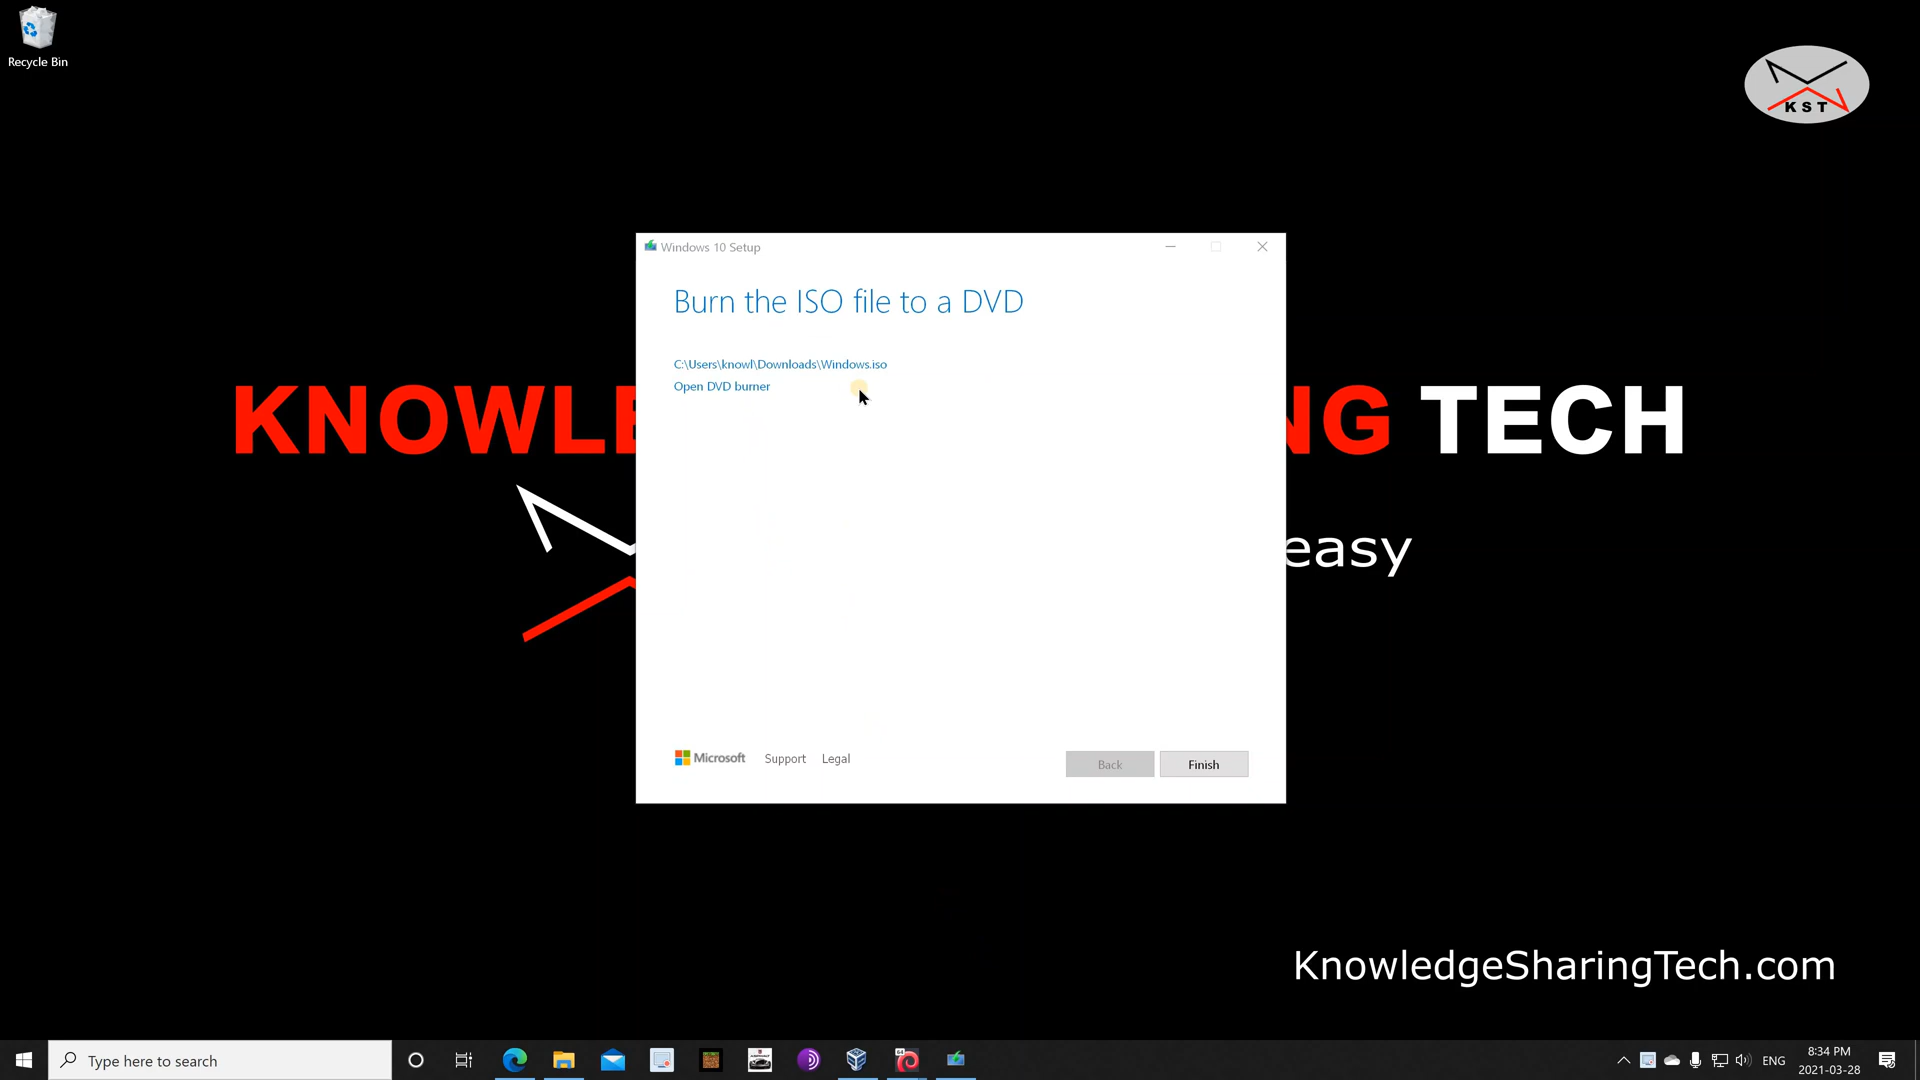 Recycle Bin
KST
Windows 10 Setup
Burn the ISO file to a DVD
C:\Users\knowl\Downloads\Windows.iso
Open DVD burner
KNOWLE NG TECH
easy
Microsoft Support Legal Back Finish
KnowledgeSharingTech.com
Type here to search
64
ENG
8:34 PM
2021-03-28